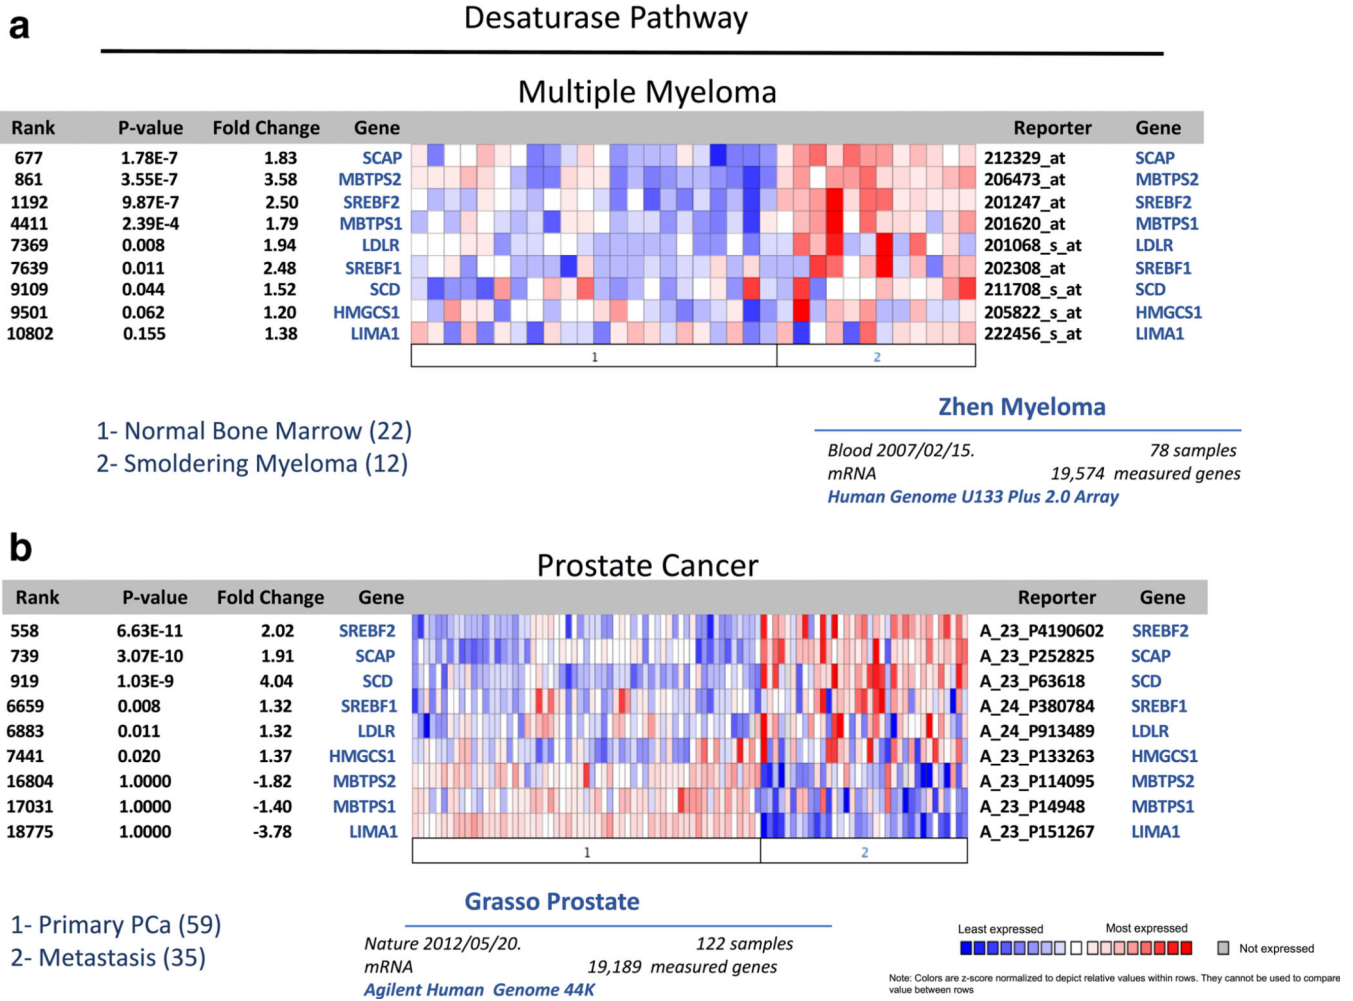 a
Desaturase Pathway
Multiple Myeloma
Rank P-value Fold Change Gene Reporter Gene
677 1.78E-7 1.83 SCAP 212329_at SCAP
861 3.55E-7 3.58 MBTPS2 206473_at MBTPS2
1192 9.87E-7 2.50 SREBF2 201247_at SREBF2
4411 2.39E-4 1.79 MBTPS1 201620_at MBTPS1
7369 0.008 1.94 LDLR 201068_s_at LDLR
7639 0.011 2.48 SREBF1 202308_at SREBF1
9109 0.044 1.52 SCD 211708_s_at SCD
9501 0.062 1.20 HMGCS1 205822_s_at HMGCS1
10802 0.155 1.38 LIMA1 222456_s_at LIMA1
1 2
1- Normal Bone Marrow (22)
2- Smoldering Myeloma (12)
Zhen Myeloma
Blood 2007/02/15. 78 samples
mRNA 19,574 measured genes
Human Genome U133 Plus 2.0 Array
b
Prostate Cancer
Rank P-value Fold Change Gene Reporter Gene
558 6.63E-11 2.02 SREBF2 A_23_P4190602 SREBF2
739 3.07E-10 1.91 SCAP A_23_P252825 SCAP
919 1.03E-9 4.04 SCD A_23_P63618 SCD
6659 0.008 1.32 SREBF1 A_24_P380784 SREBF1
6883 0.011 1.32 LDLR A_24_P913489 LDLR
7441 0.020 1.37 HMGCS1 A_23_P133263 HMGCS1
16804 1.0000 -1.82 MBTPS2 A_23_P114095 MBTPS2
17031 1.0000 -1.40 MBTPS1 A_23_P14948 MBTPS1
18775 1.0000 -3.78 LIMA1 A_23_P151267 LIMA1
1 2
1- Primary PCa (59)
2- Metastasis (35)
Grasso Prostate
Nature 2012/05/20. 122 samples
mRNA 19,189 measured genes
Agilent Human Genome 44K
Least expressed Most expressed
Not expressed
Note: Colors are z-score normalized to depict relative values within rows. They cannot be used to compare
value between rows